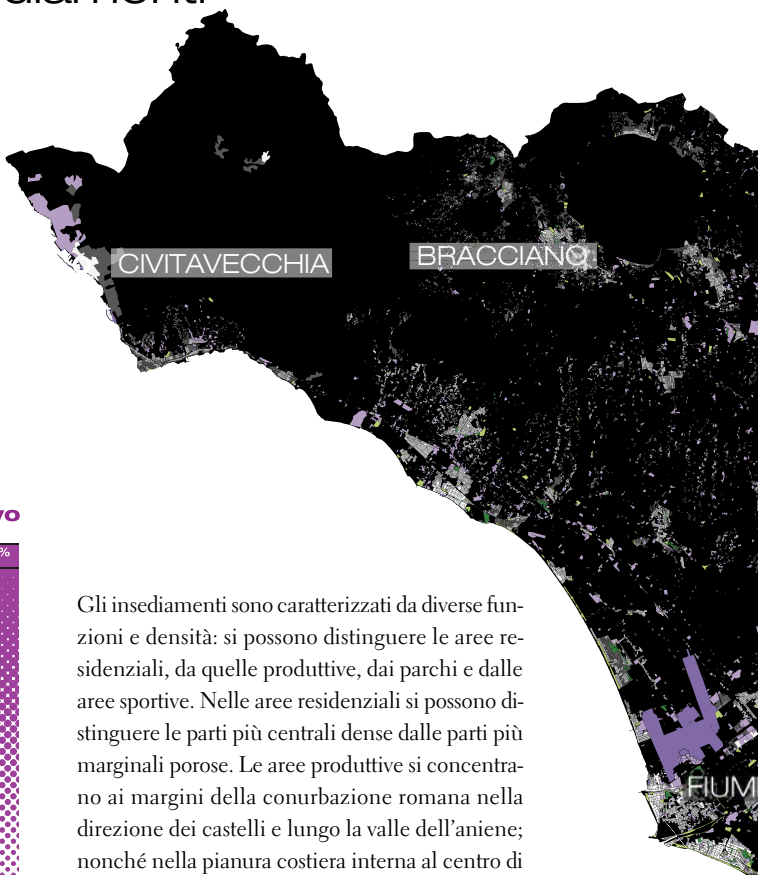 CIVITAVECCHIA
BRACCIANO
%
Gli insediamenti sono caratterizzati da diverse fun-
zioni e densità: si possono distinguere le aree re-
sidenziali, da quelle produttive, dai parchi e dalle
aree sportive. Nelle aree residenziali si possono di-
stinguere le parti più centrali dense dalle parti più
marginali porose. Le aree produttive si concentra-
no ai margini della conurbazione romana nella
direzione dei castelli e lungo la valle dell'aniene;
nonché nella pianura costiera interna al centro di
FIUM